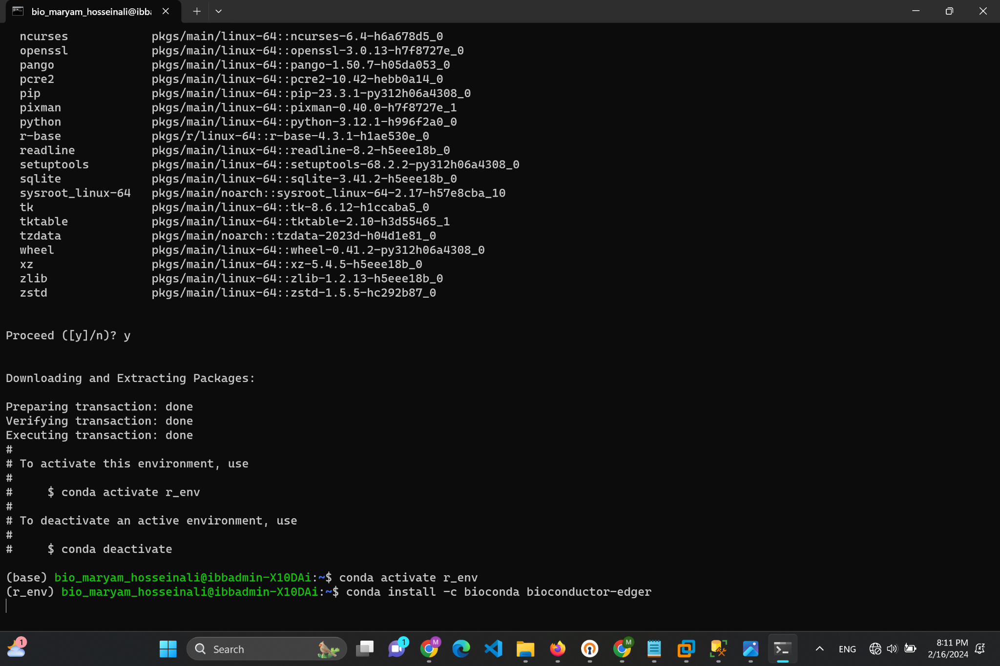 bio_maryam_hosseinali@ibb
ncurses pkgs/main/linux-64::ncurses-6.4-h6a678d5_0
openssl pkgs/main/linux-64::openssl-3.0.13-h7f8727e_0
pango pkgs/main/linux-64::pango-1.50.7-h05da053_0
pcre2 pkgs/main/linux-64::pcre2-10.42-hebb0a14_0
pip pkgs/main/linux-64::pip-23.3.1-py312h06a4308_0
pixman pkgs/main/linux-64::pixman-0.40.0-h7f8727e_1
python pkgs/main/linux-64::python-3.12.1-h996f2a0_0
r-base pkgs/r/linux-64::r-base-4.3.1-h1ae530e_0
readline pkgs/main/linux-64::readline-8.2-h5eee18b_0
setuptools pkgs/main/linux-64::setuptools-68.2.2-py312h06a4308_0
sqlite pkgs/main/linux-64::sqlite-3.41.2-h5eee18b_0
sysroot_linux-64 pkgs/main/noarch::sysroot_linux-64-2.17-h57e8cba_10
tk pkgs/main/linux-64::tk-8.6.12-h1ccaba5_0
tktable pkgs/main/linux-64::tktable-2.10-h3d55465_1
tzdata pkgs/main/noarch::tzdata-2023d-h04d1e81_0
wheel pkgs/main/linux-64::wheel-0.41.2-py312h06a4308_0
xz pkgs/main/linux-64::xz-5.4.5-h5eee18b_0
zlib pkgs/main/linux-64::zlib-1.2.13-h5eee18b_0
zstd pkgs/main/linux-64::zstd-1.5.5-hc292b87_0
Proceed ([y]/n)? y
Downloading and Extracting Packages:
Preparing transaction: done
Verifying transaction: done
Executing transaction: done
#
# To activate this environment, use
#
# $ conda activate r_env
#
# To deactivate an active environment, use
#
# $ conda deactivate
(base) bio_maryam_hosseinali@ibbadmin-X10DAi:~$ conda activate r_env
(r_env) bio_maryam_hosseinali@ibbadmin-X10DAi:~$ conda install -c bioconda bioconductor-edger
1
Search
1
M
M
ENG
8:11 PM
2/16/2024